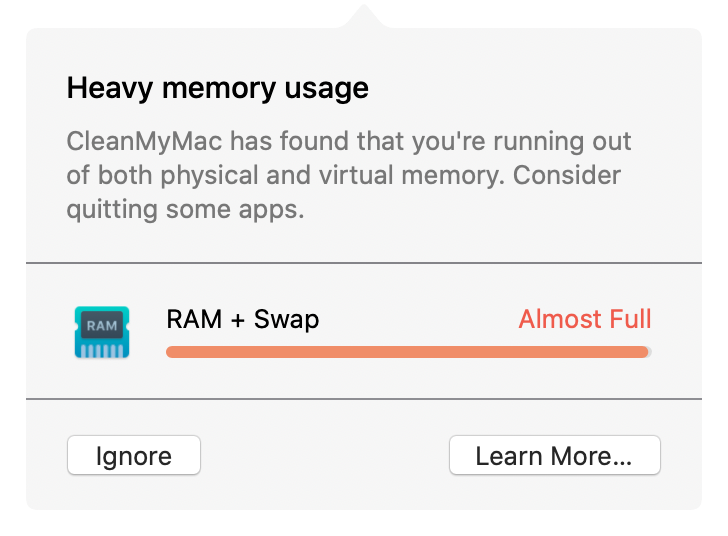 Heavy memory usage
CleanMyMac has found that you're running out
of both physical and virtual memory. Consider
quitting some apps.
RAM
RAM + Swap
Almost Full
Ignore
Learn More...